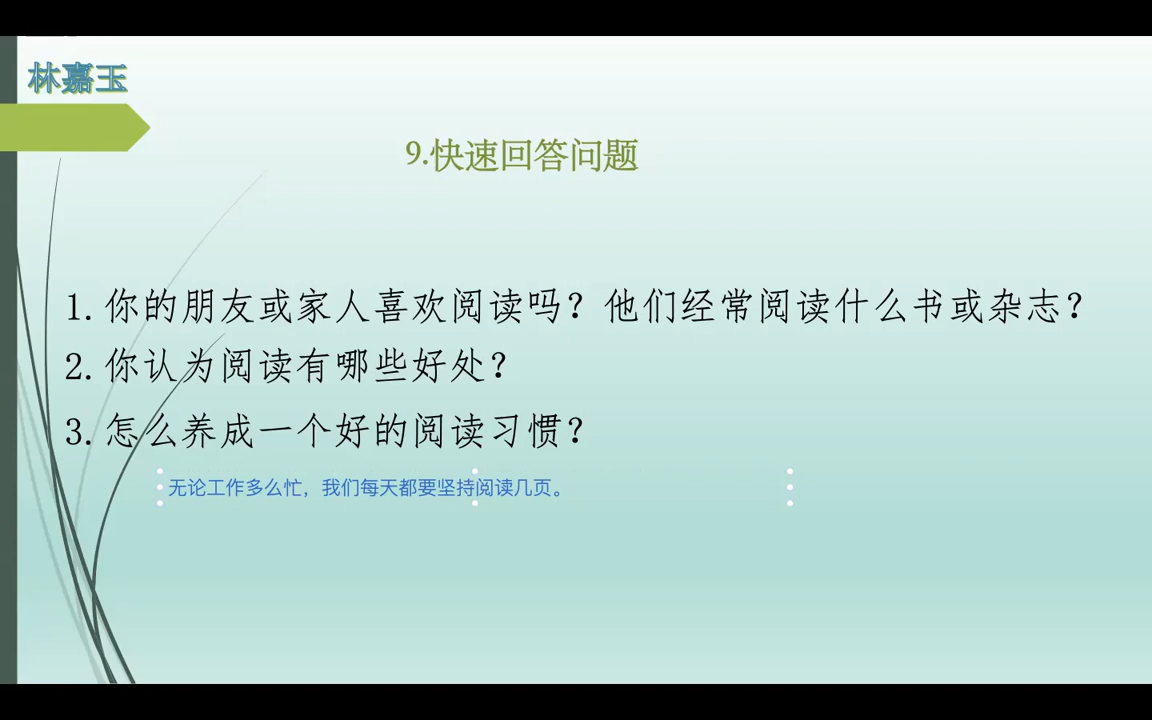 林嘉玉
9.快速回答问题
1.你的朋友或家人喜欢阅读吗？他们经常阅读什么书或杂志？
2.你认为阅读有哪些好处？
3.怎么养成一个好的阅读习惯？
无论工作多么忙，我们每天都要坚持阅读几页。